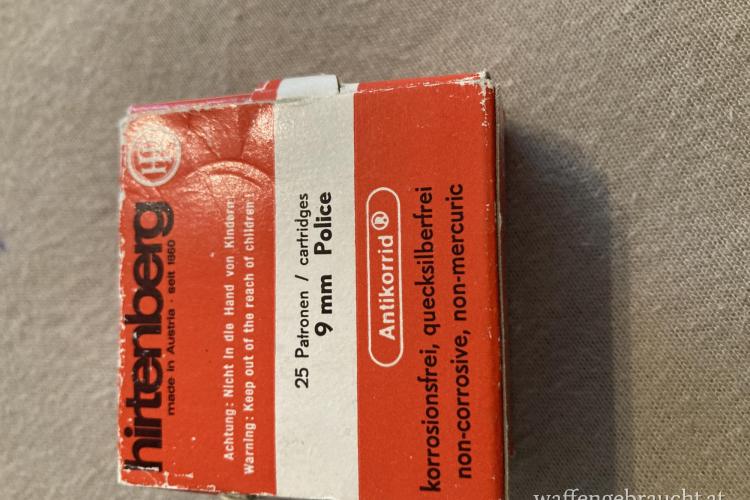 HP
hirtenberg
made in Austria · seit 1860
Achtung: Nicht in die Hand von Kindern!
Warning: Keep out of the reach of children!
25 Patronen / cartridges
9 mm Police
Antikorrid ®
korrosionsfrei, quecksilberfrei
non-corrosive, non-mercuric
waffengebraucht.at